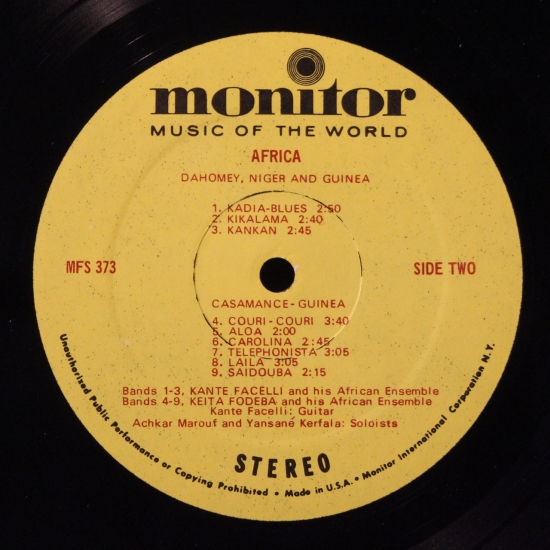 monitor
MUSIC OF THE WORLD
AFRICA
DAHOMEY, NIGER AND GUINEA
1. KADIA-BLUES 2:50
2. KIKALAMA 2:40
3. KANKAN 2:45
MFS 373
SIDE TWO
CASAMANCE-GUINEA
4. COURI-COURI 3:40
5. ALOA 2:00
6. CAROLINA 2:45
7. TELEPHONISTA 3:05
8. LAILA 3:05
9. SAIDOUBA 2:15
Bands 1-3, KANTE FACELLI and his African Ensemble
Bands 4-9, KEITA FODEBA and his African Ensemble
Kante Facelli: Guitar
Achkar Marouf and Yansané Kerfala: Soloists
STEREO
Unauthorized Public Performance or Copying Prohibited • Made in U.S.A. • Monitor International Corporation N.Y.